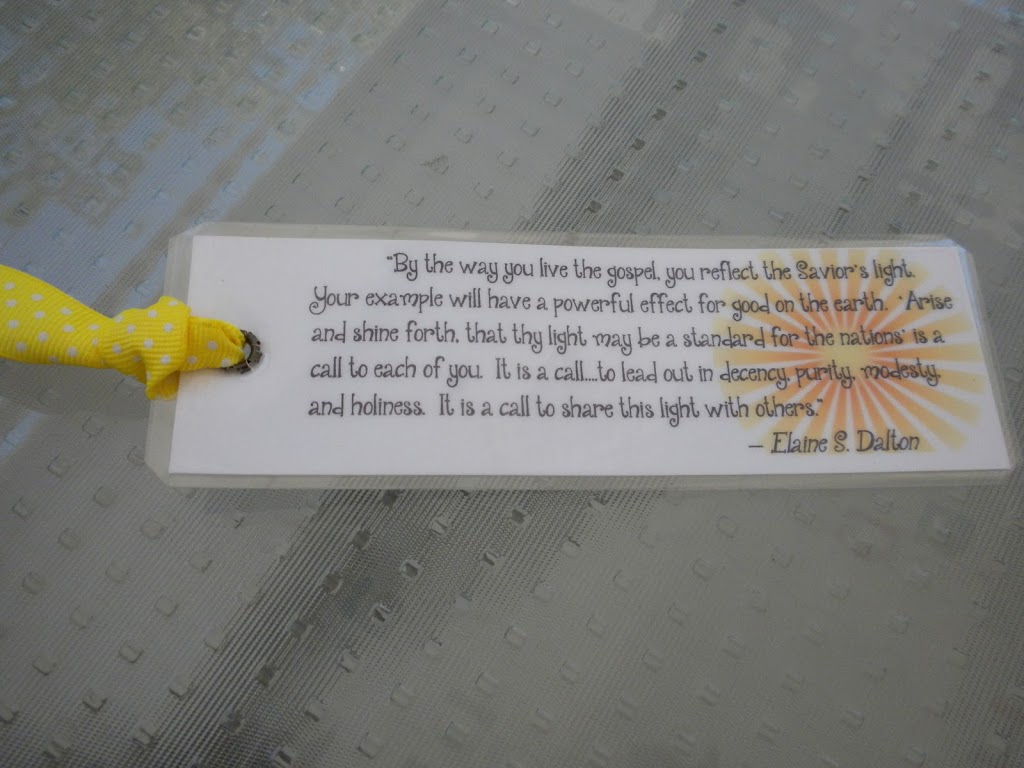 "By the way you live the gospel, you reflect the Savior's light.
Your example will have a powerful effect for good on the earth. 'Arise
and shine forth, that thy light may be a standard for the nations' is a
call to each of you. It is a call....to lead out in decency, purity, modesty,
and holiness. It is a call to share this light with others."
– Elaine S. Dalton